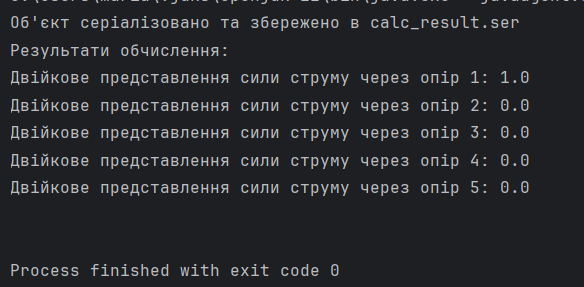 Об'єкт серіалізовано та збережено в calc_result.ser
Результати обчислення:
Двійкове представлення сили струму через опір 1: 1.0
Двійкове представлення сили струму через опір 2: 0.0
Двійкове представлення сили струму через опір 3: 0.0
Двійкове представлення сили струму через опір 4: 0.0
Двійкове представлення сили струму через опір 5: 0.0
Process finished with exit code 0